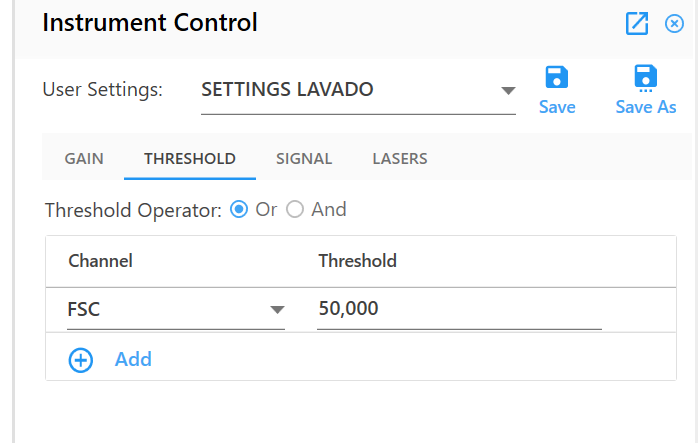 Instrument Control
User Settings: SETTINGS LAVADO Save Save As
GAIN THRESHOLD SIGNAL LASERS
Threshold Operator: Or And
Channel Threshold
FSC 50,000
Add